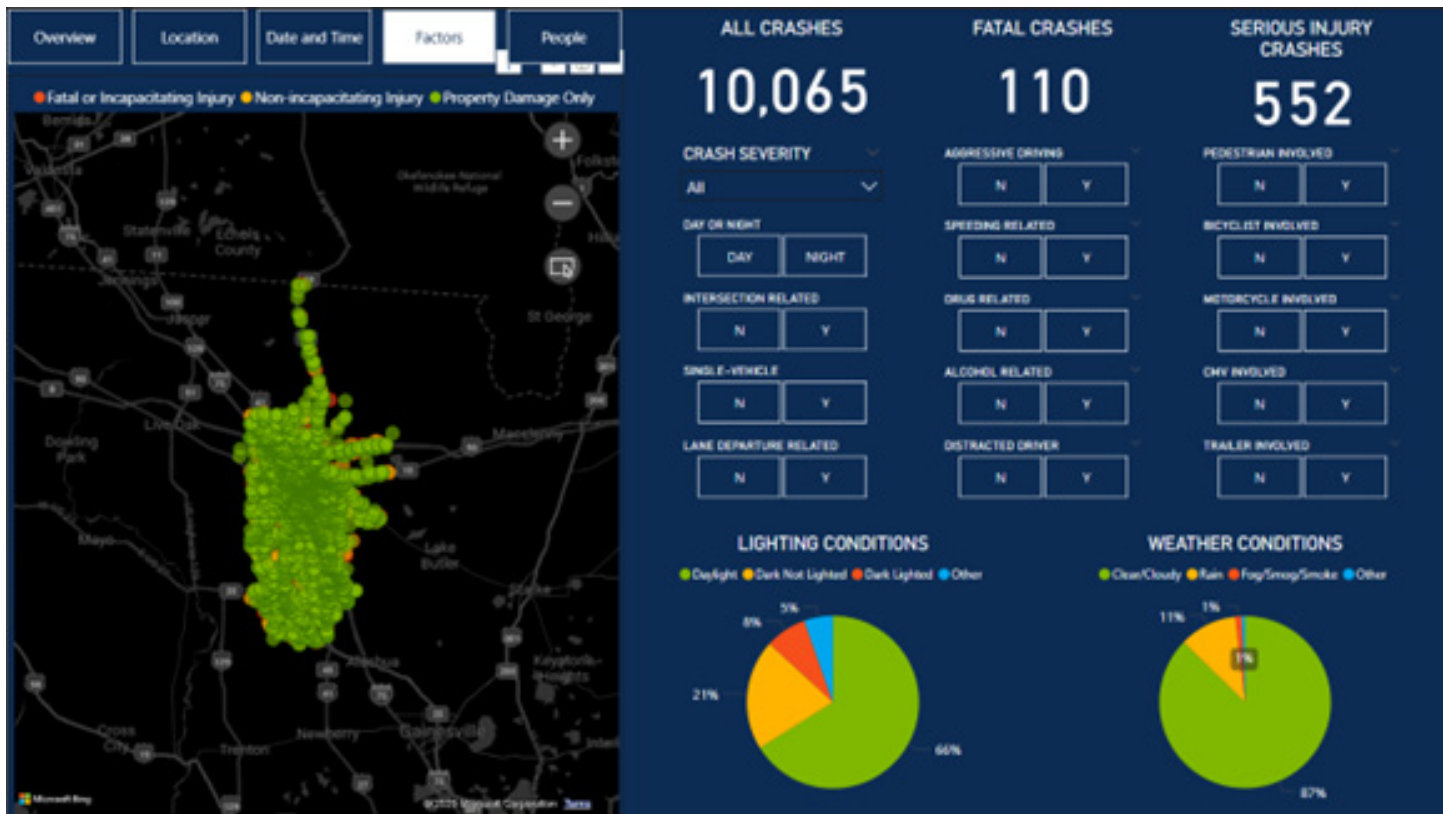 Overview
Location
Date and Time
Factors
People
Fatal or Incapacitating Injury
Non-incapacitating Injury
Property Damage Only
Okefenokee National
Wildlife Refuge
Statenville
Echols
County
Jennings
Jasper
St George
Live Oak
Dowling
Park
Macclenny
Mayo
Lake
Butler
Starke
Alachua
Keystone
Heights
Cross
City
Trenton
Newberry
Gainesville
Microsoft Bing
Microsoft Corporation
Terms
ALL CRASHES
10,065
FATAL CRASHES
110
SERIOUS INJURY
CRASHES
552
CRASH SEVERITY
All
DAY OR NIGHT
DAY NIGHT
INTERSECTION RELATED
N Y
SINGLE-VEHICLE
N Y
LANE DEPARTURE RELATED
N Y
AGGRESSIVE DRIVING
N Y
SPEEDING RELATED
N Y
DRUG RELATED
N Y
ALCOHOL RELATED
N Y
DISTRACTED DRIVER
N Y
PEDESTRIAN INVOLVED
N Y
BICYCLIST INVOLVED
N Y
MOTORCYCLE INVOLVED
N Y
CMV INVOLVED
N Y
TRAILER INVOLVED
N Y
LIGHTING CONDITIONS
Daylight Dark Not Lighted Dark Lighted Other
5%
8%
21%
66%
WEATHER CONDITIONS
Clear/Cloudy Rain Fog/Smog/Smoke Other
1%
11%
1%
87%